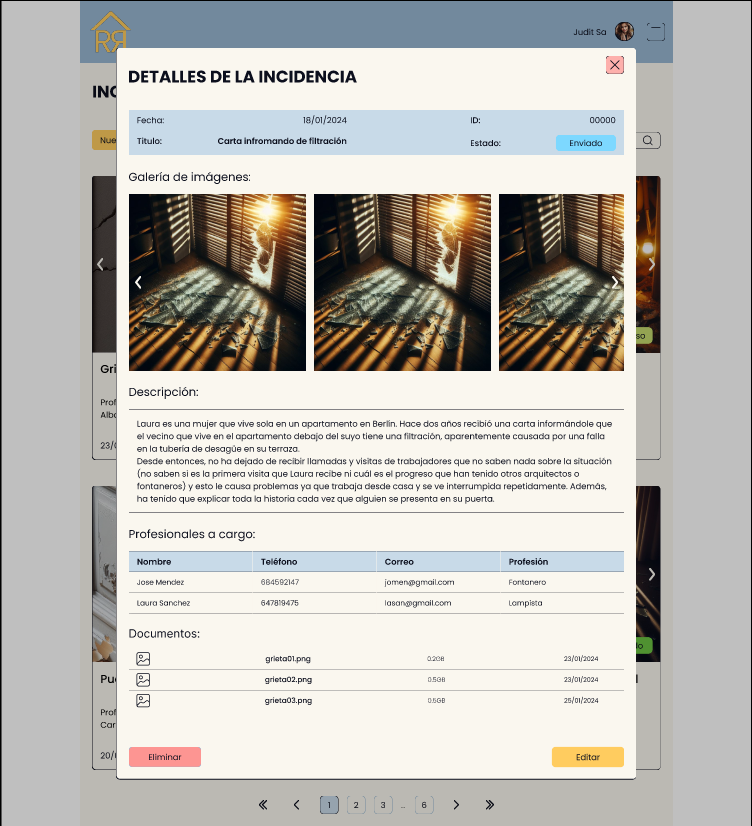 RR
Judit Sa
DETALLES DE LA INCIDENCIA
Fecha: 18/01/2024 ID: 00000
Titulo: Carta infromando de filtración Estado: Enviado
Nue
Galería de imágenes:
so
Gri
Prof
Albo
23/0
Descripción:
Laura es una mujer que vive sola en un apartamento en Berlín. Hace dos años recibió una carta informándole que
el vecino que vive en el apartamento debajo del suyo tiene una filtración, aparentemente causada por una falla
en la tubería de desagüe en su terraza.
Desde entonces, no ha dejado de recibir llamadas y visitas de trabajadores que no saben nada sobre la situación
(no saben si es la primera visita que Laura recibe ni cuál es el progreso que han tenido otros arquitectos o
fontaneros) y esto le causa problemas ya que trabaja desde casa y se ve interrumpida repetidamente. Además,
ha tenido que explicar toda la historia cada vez que alguien se presenta en su puerta.
Profesionales a cargo:
Nombre Teléfono Correo Profesión
Jose Mendez 684592147 jomen@gmail.com Fontanero
Laura Sanchez 647819475 lasan@gmail.com Lampista
Documentos:
grieta01.png 0.2GB 23/01/2024
grieta02.png 0.5GB 23/01/2024
grieta03.png 0.5GB 25/01/2024
Pu
Prof
Car
20/0
Eliminar Editar
1 2 3 ... 6